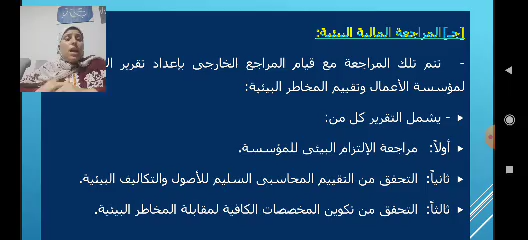 [جـ] المراجعة المالية البيئية:
- تتم تلك المراجعة مع قيام المراجع الخارجى بإعداد تقرير
لمؤسسة الأعمال وتقييم المخاطر البيئية:
- يشمل التقرير كل من:
أولاً: مراجعة الإلتزام البيئى للمؤسسة.
ثانياً: التحقق من التقييم المحاسبى السليم للأصول والتكاليف البيئية.
ثالثاً: التحقق من تكوين المخصصات الكافية لمقابلة المخاطر البيئية.